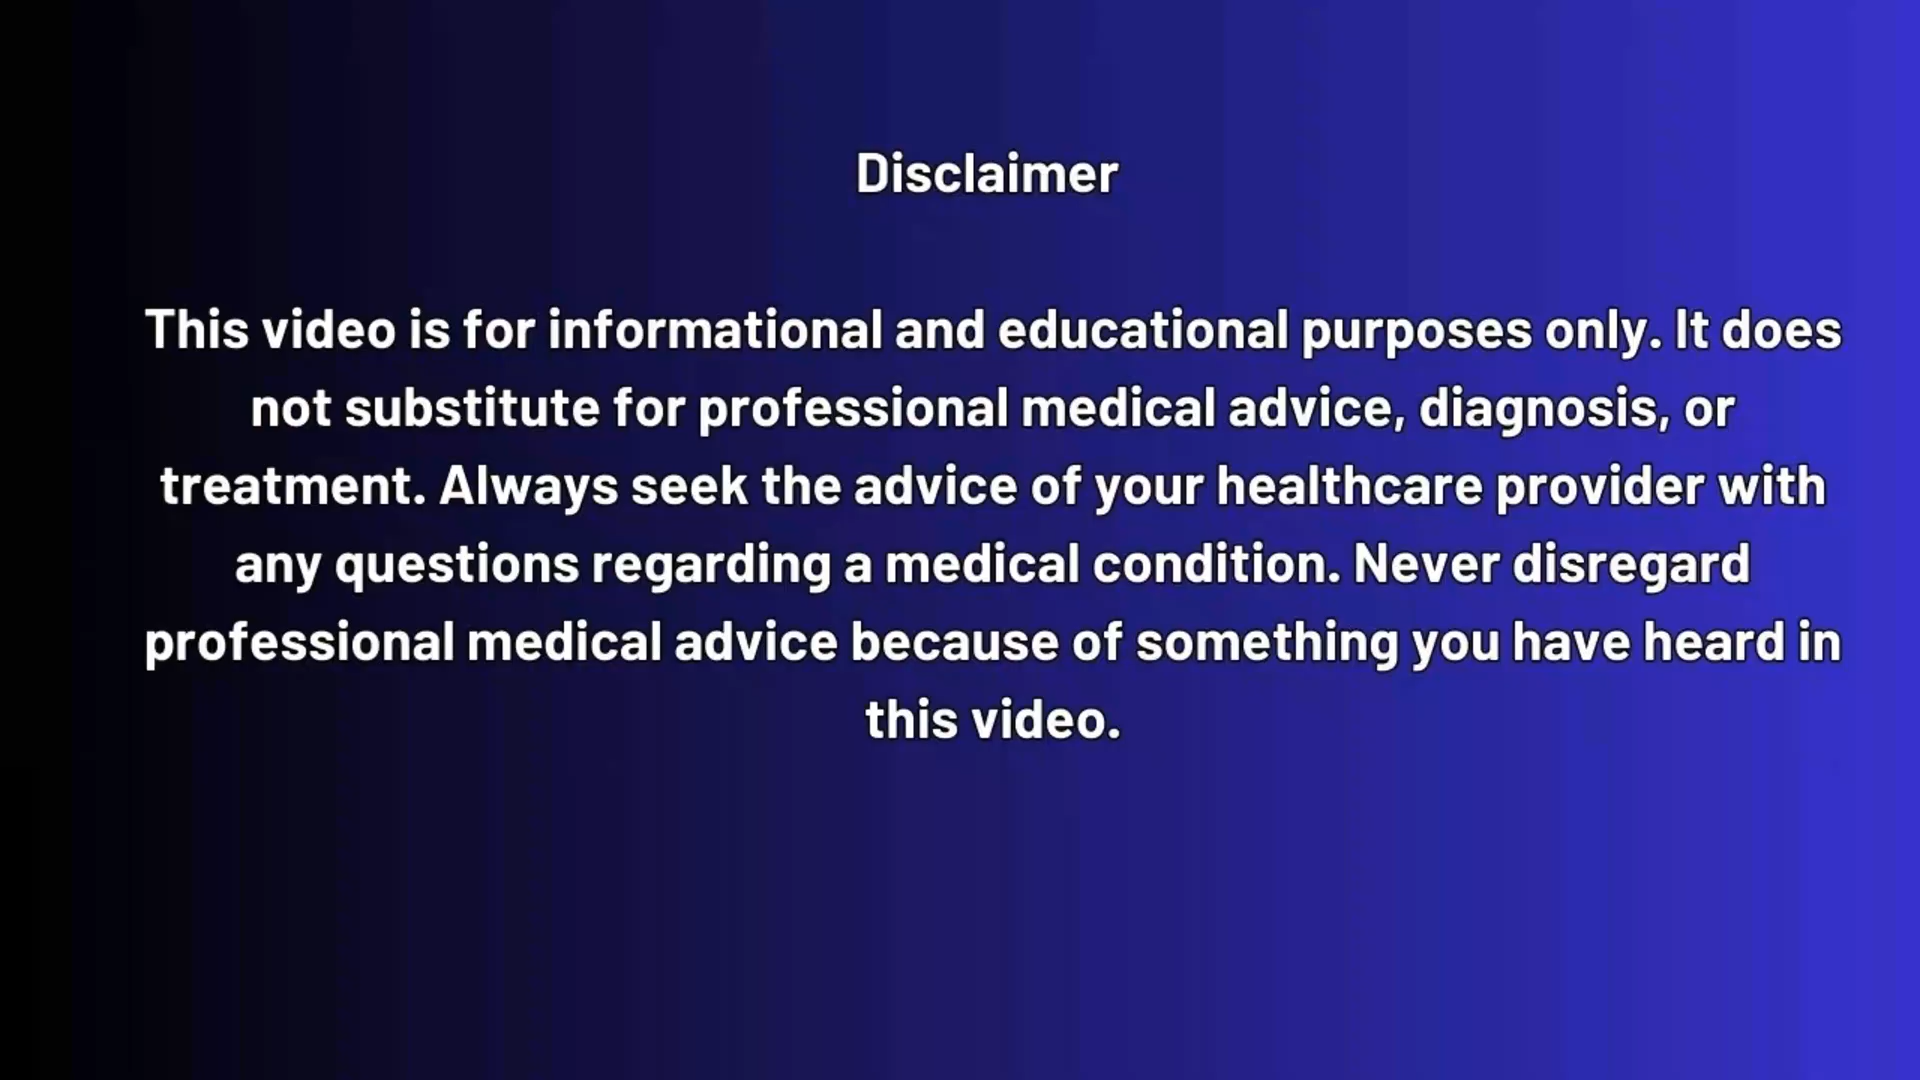 Disclaimer
This video is for informational and educational purposes only. It does
not substitute for professional medical advice, diagnosis, or
treatment. Always seek the advice of your healthcare provider with
any questions regarding a medical condition. Never disregard
professional medical advice because of something you have heard in
this video.